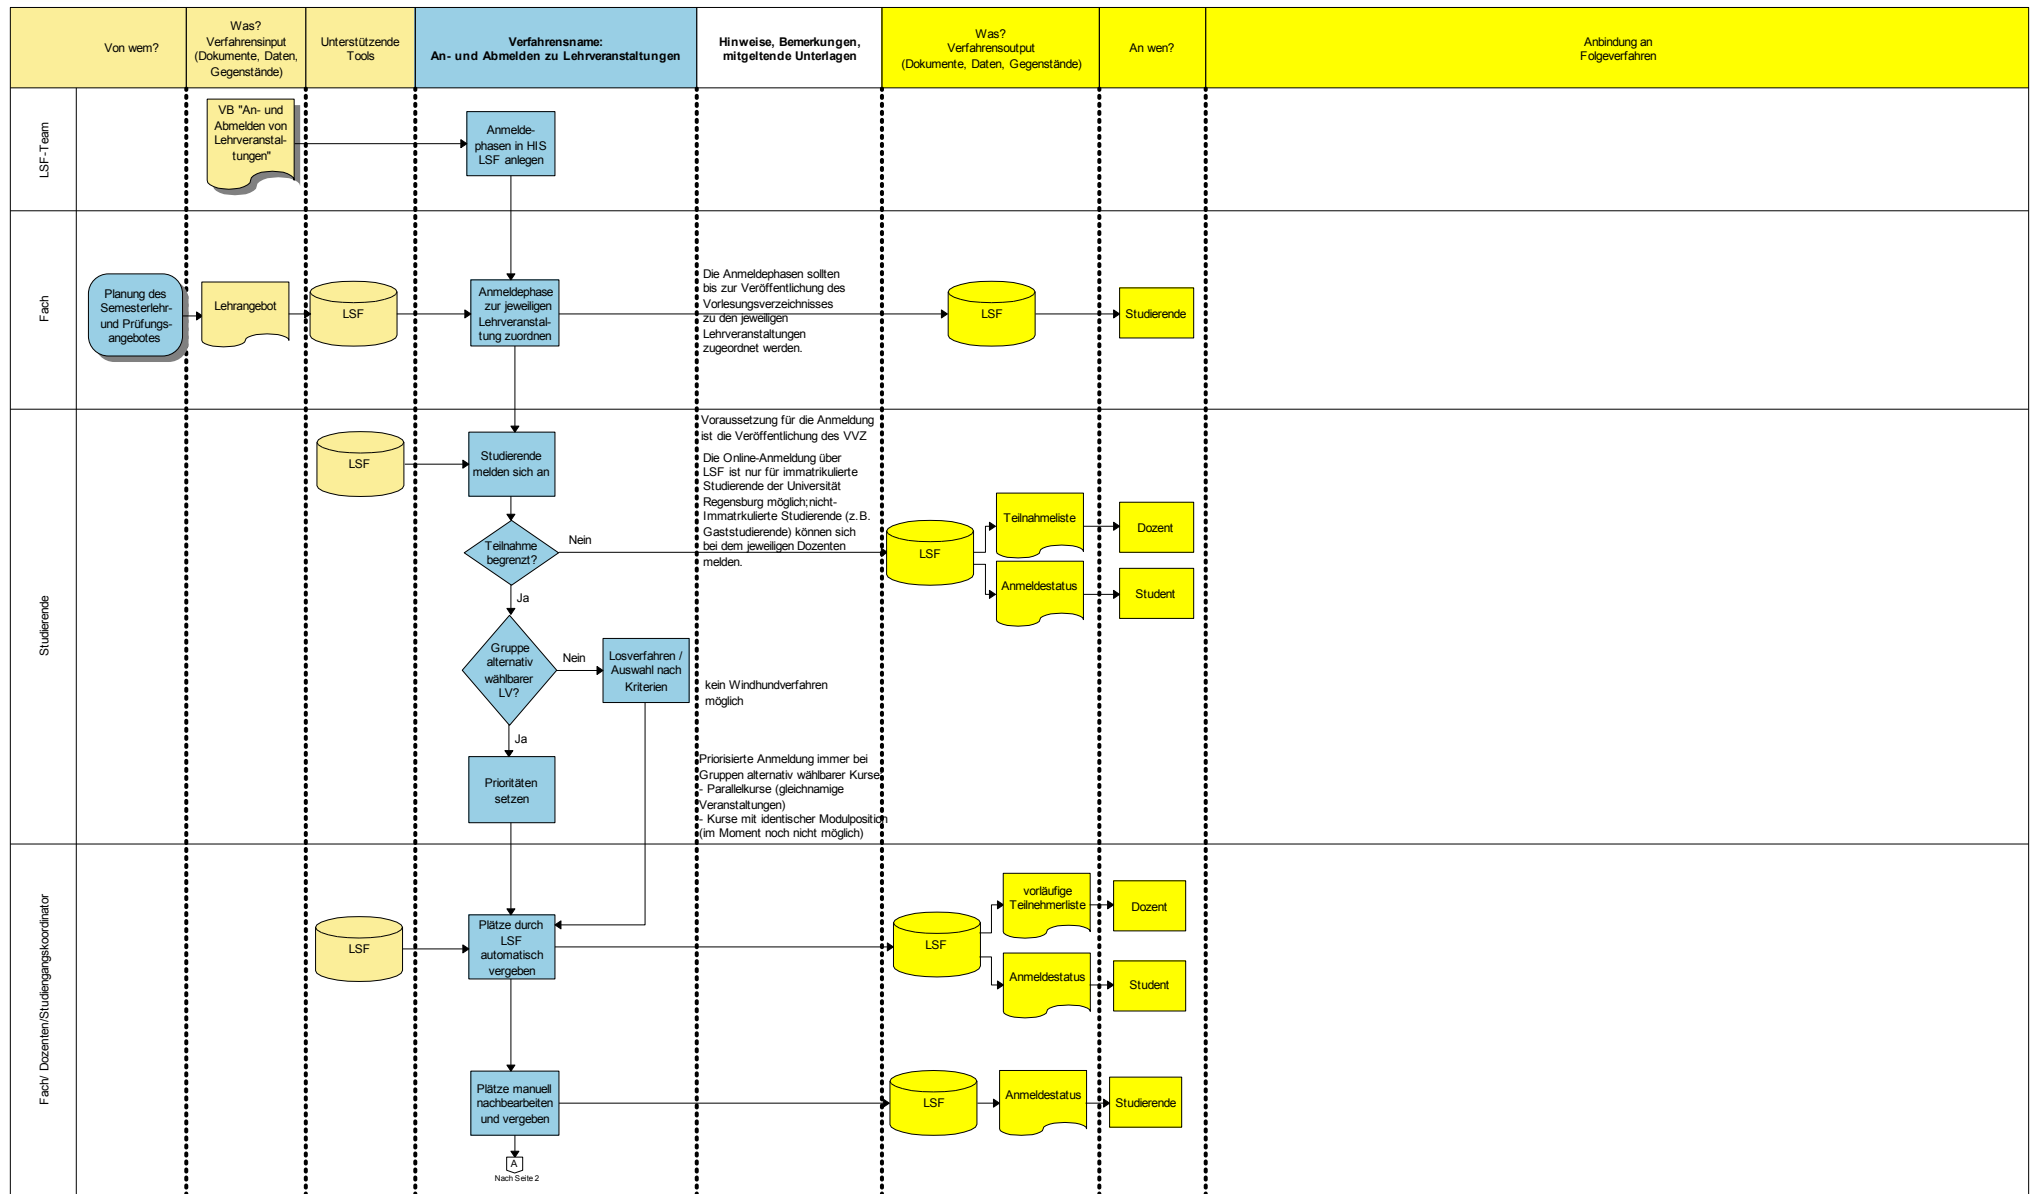 Von wem?
Was?
Verfahrensinput
(Dokumente, Daten,
Gegenstände)
Unterstützende
Tools
Verfahrensname:
An- und Abmelden zu Lehrveranstaltungen
Hinweise, Bemerkungen,
mitgeltende Unterlagen
Was?
Verfahrensoutput
(Dokumente, Daten, Gegenstände)
An wen?
Anbindung an
Folgeverfahren
LSF-Team
VB "An- und
Abmelden von
Lehrveranstal-
tungen"
Anmelde-
phasen in HIS
LSF anlegen
Fach
Planung des
Semesterlehr-
und Prüfungs-
angebotes
Lehrangebot
LSF
Anmeldephase
zur jeweiligen
Lehrveranstal-
tung zuordnen
Die Anmeldephasen sollten
bis zur Veröffentlichung des
Vorlesungsverzeichnisses
zu den jeweiligen
Lehrveranstaltungen
zugeordnet werden.
LSF
Studierende
Studierende
LSF
Studierende
melden sich an
Voraussetzung für die Anmeldung
ist die Veröffentlichung des VVZ
Die Online-Anmeldung über
LSF ist nur für immatrikulierte
Studierende der Universität
Regensburg möglich;nicht-
Immatrkulierte Studierende (z.B.
Gaststudierende) können sich
bei dem jeweiligen Dozenten
melden.
Teilnahme
begrenzt?
Nein
Ja
LSF
Teilnahmeliste
Dozent
Anmeldestatus
Student
Gruppe
alternativ
wählbarer
LV?
Nein
Ja
Losverfahren /
Auswahl nach
Kriterien
kein Windhundverfahren
möglich
Prioritäten
setzen
Priorisierte Anmeldung immer bei
Gruppen alternativ wählbarer Kurse
- Parallelkurse (gleichnamige
Veranstaltungen)
- Kurse mit identischer Modulposition
(im Moment noch nicht möglich)
Fach/ Dozenten/Studiengangskoordinator
LSF
Plätze durch
LSF
automatisch
vergeben
LSF
vorläufige
Teilnehmerliste
Dozent
Anmeldestatus
Student
Plätze manuell
nachbearbeiten
und vergeben
LSF
Anmeldestatus
Studierende
A
Nach Seite 2